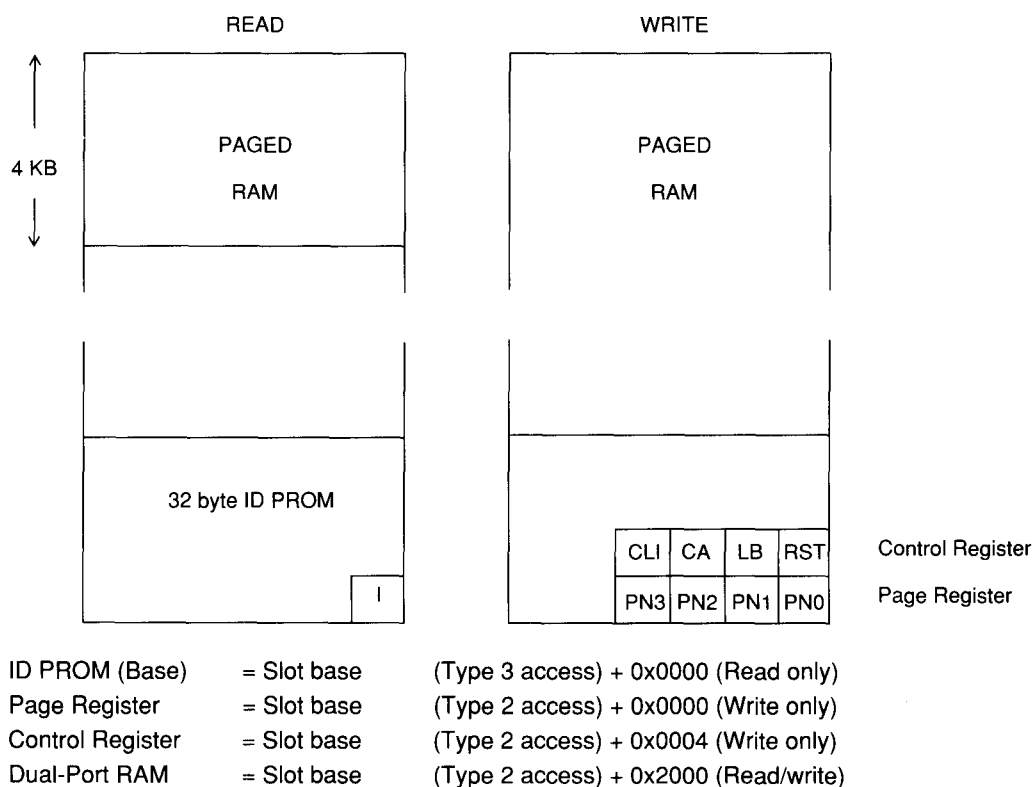 READ WRITE
4 KB
PAGED
RAM
PAGED
RAM
32 byte ID PROM
I
CLI CA LB RST Control Register
PN3 PN2 PN1 PN0 Page Register
ID PROM (Base) = Slot base (Type 3 access) + 0x0000 (Read only)
Page Register = Slot base (Type 2 access) + 0x0000 (Write only)
Control Register = Slot base (Type 2 access) + 0x0004 (Write only)
Dual-Port RAM = Slot base (Type 2 access) + 0x2000 (Read/write)